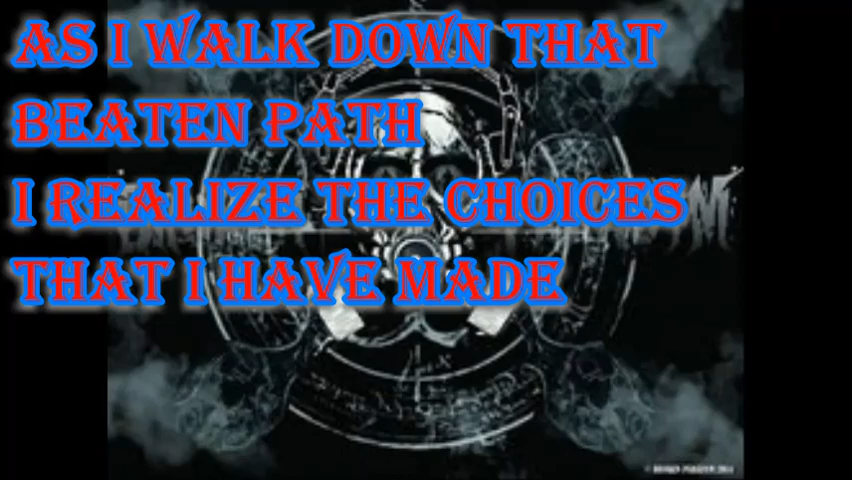 AS I WALK DOWN THAT
BEATEN PATH
I REALIZE THE CHOICES
THAT I HAVE MADE